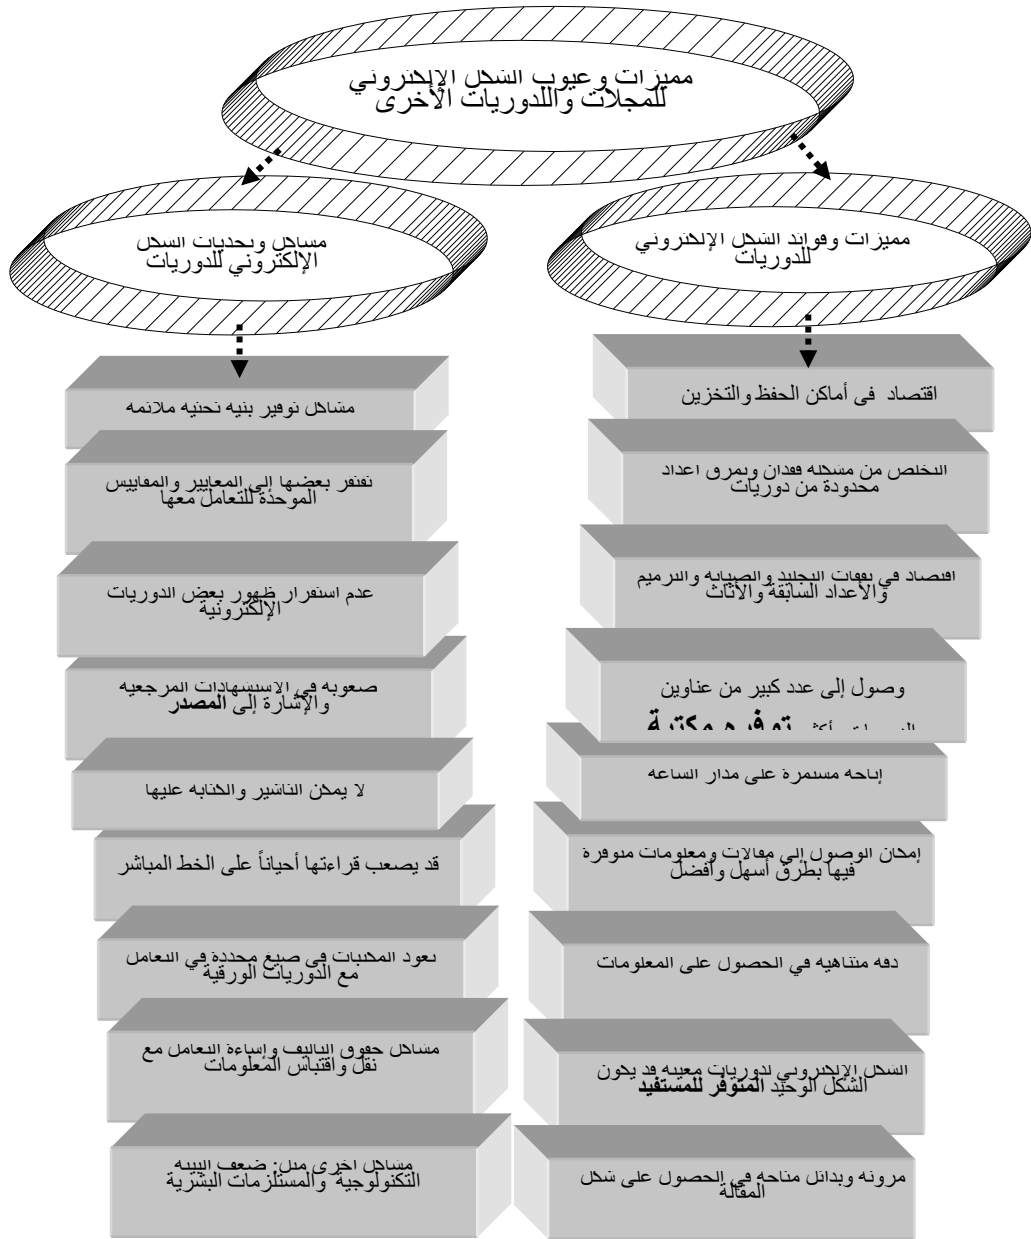 مميزات وعيوب الشكل الإلكتروني
للمجلات واللدوريات الأخرى
مميزات وفوائد الشكل الإلكتروني
للدوريات
اقتصاد في أماكن الحفظ والتخزين
التخلص من مشكلة فقدان وتمزق اعداد
محدودة من دوريات
اقتصاد في نفقات التجليد والصيانة والترميم
والأعداد السابقة والأثاث
وصول إلى عدد كبير من عناوين
مكتبة
إتاحة مستمرة على مدار الساعة
إمكان الوصول إلى مقالات ومعلومات متوفرة
فيها بطرق أسهل وأفضل
دقة متناهية في الحصول على المعلومات
الشكل الإلكتروني لدوريات معينة قد يكون
الشكل الوحيد المتوفر للمستفيد
مرونة وبدائل متاحة في الحصول على شكل
المقالة
مشاكل وتحديات الشكل
الإلكتروني للدوريات
مشاكل توفير بنية تحتية ملائمة
تفتقر بعضها إلى المعايير والمقاييس
الموحدة للتعامل معها
عدم استقرار ظهور بعض الدوريات
الإلكترونية
صعوبة في الاستشهادات المرجعية
والإشارة إلى المصدر
لا يمكن التأشير والكتابة عليها
قد يصعب قراءتها أحياناً على الخط المباشر
تعود المكتبات في صيغ محددة في التعامل
مع الدوريات الورقية
مشاكل حقوق التاليف وإساءة التعامل مع
نقل واقتباس المعلومات
مشاكل اخرى مثل: ضعف البنية
التكنولوجية والمستلزمات البشرية